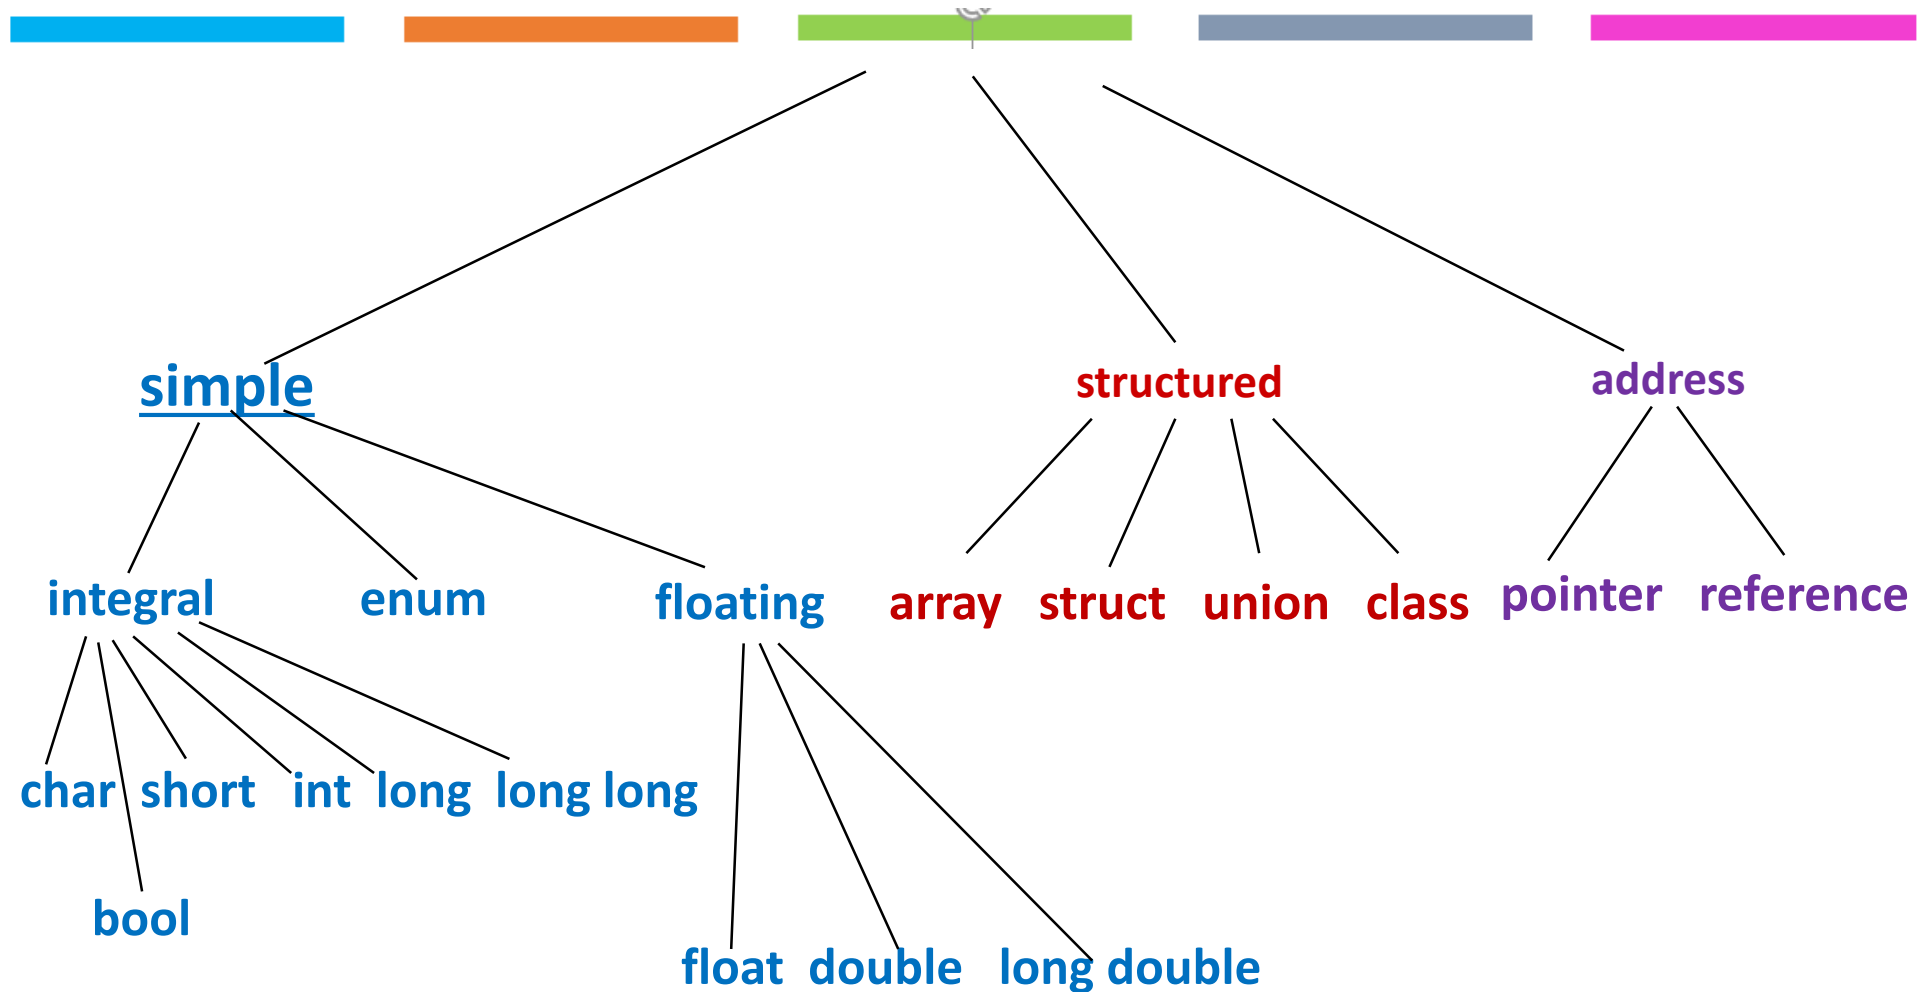 simple structured address
integral enum floating array struct union class pointer reference
char short int long long long
bool
float double long double